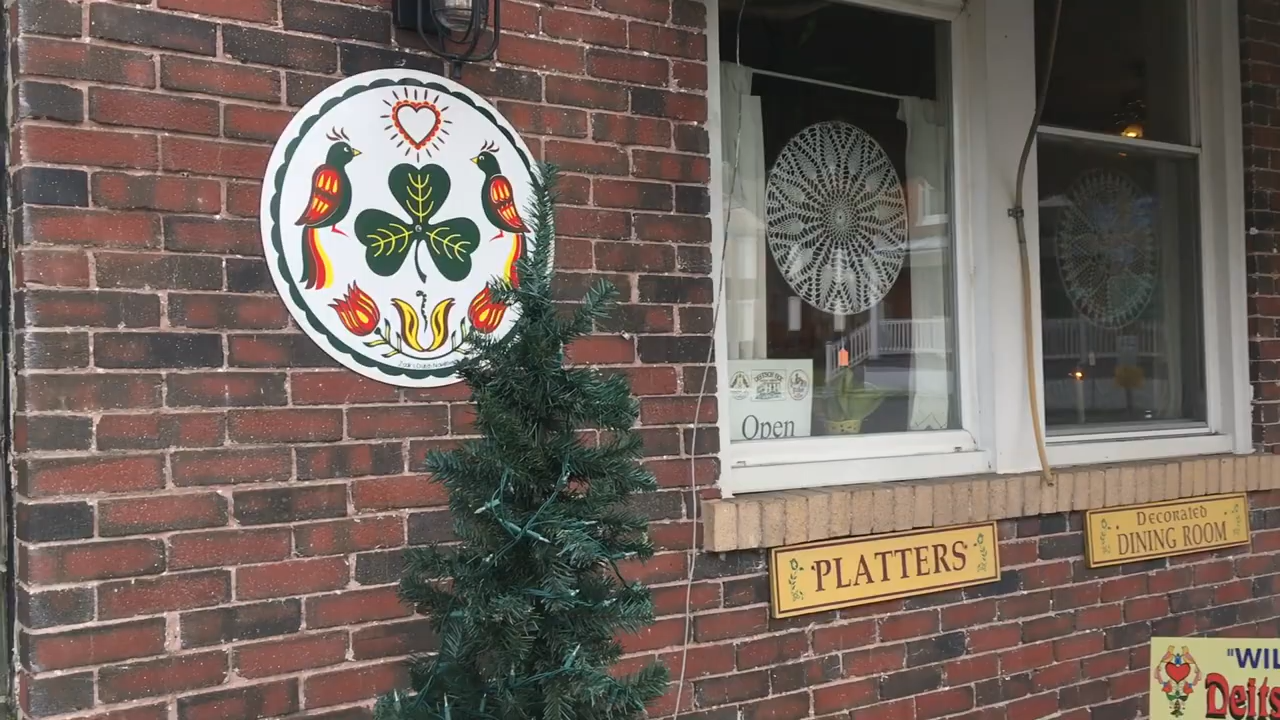 Open
PLATTERS
Decorated
DINING ROOM
"WIL
Deits